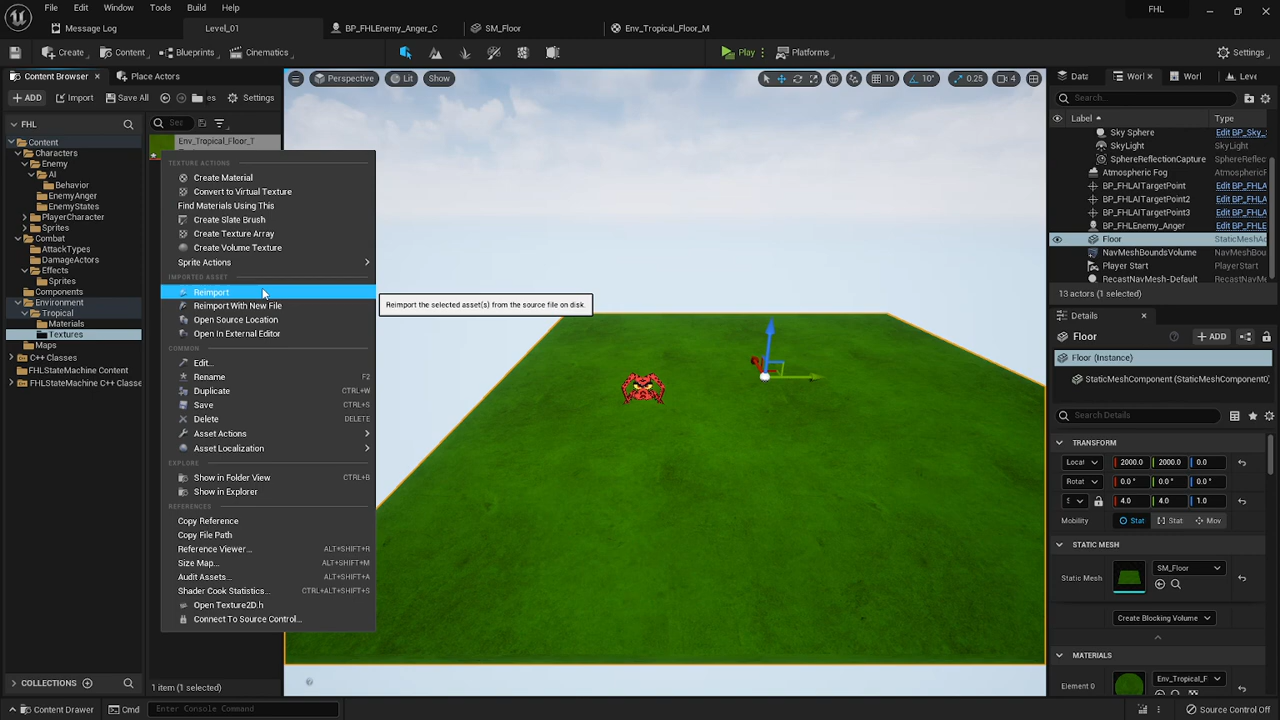 File Edit Window Tools Build Help
FHL
Message Log Level_01 BP_FHLEnemy_Anger_C SM_Floor Env_Tropical_Floor_M
Create Content Blueprints Cinematics Play Platforms Settings
Content Browser Place Actors
ADD Import Save All es Settings
FHL
Content
Characters
Enemy
AI
Behavior
EnemyAnger
EnemyStates
PlayerCharacter
Sprites
Combat
AttackTypes
DamageActors
Effects
Sprites
Components
Environment
Tropical
Materials
Textures
Maps
C++ Classes
FHLStateMachine Content
FHLStateMachine C++ Classes
COLLECTIONS
Sea
Env_Tropical_Floor_T
TEXTURE ACTIONS
Create Material
Convert to Virtual Texture
Find Materials Using This
Create Slate Brush
Create Texture Array
Create Volume Texture
Sprite Actions
IMPORTED ASSET
Reimport
Reimport With New File
Open Source Location
Open In External Editor
COMMON
Edit...
Rename F2
Duplicate CTRL+W
Save CTRL+S
Delete DELETE
Asset Actions
Asset Localization
EXPLORE
Show in Folder View CTRL+B
Show in Explorer
REFERENCES
Copy Reference
Copy File Path
Reference Viewer... ALT+SHIFT+R
Size Map... ALT+SHIFT+M
Audit Assets... ALT+SHIFT+A
Shader Cook Statistics... CTRL+ALT+SHIFT+S
Open Texture2D.h
Connect To Source Control...
1 item (1 selected)
Reimport the selected asset(s) from the source file on disk.
Perspective Lit Show 10 10° 0.25 4
Data Worl Worl Leve
Search...
Label Type
Sky Sphere Edit BP_Sky_
SkyLight SkyLight
SphereReflectionCapture SphereReflec
Atmospheric Fog AtmosphericF
BP_FHLAITargetPoint Edit BP_FHLA
BP_FHLAITargetPoint2 Edit BP_FHLA
BP_FHLAITargetPoint3 Edit BP_FHLA
BP_FHLEnemy_Anger Edit BP_FHLE
Floor StaticMeshA
NavMeshBoundsVolume NavMeshBou
Player Start PlayerStart
RecastNavMesh-Default RecastNavM
13 actors (1 selected)
Details
Floor ADD
Floor (Instance)
StaticMeshComponent (StaticMeshComponent0)
Search Details
TRANSFORM
Locat 2000.0 2000.0 0.0
Rotat 0.0 ° 0.0 ° 0.0 °
S 4.0 4.0 1.0
Mobility Stat Stat Mov
STATIC MESH
Static Mesh SM_Floor
Create Blocking Volume
MATERIALS
Element 0 Env_Tropical_F
Content Drawer Cmd Enter Console Command Source Control Off